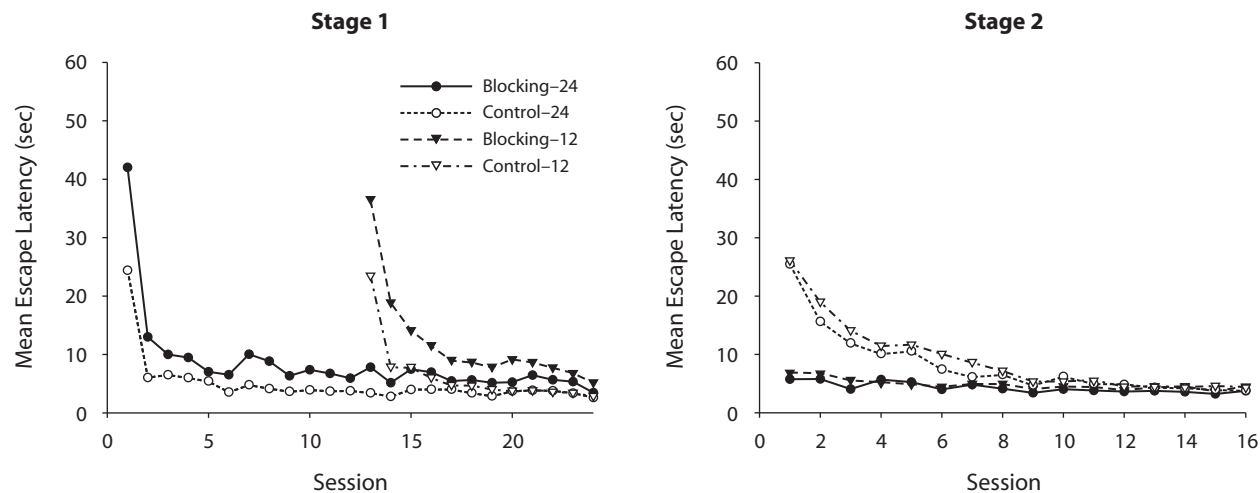 Stage 1
60
50
40
30
20
10
0
0 5 10 15 20
Mean Escape Latency (sec)
Session
Blocking–24
Control–24
Blocking–12
Control–12
Stage 2
60
50
40
30
20
10
0
0 2 4 6 8 10 12 14 16
Mean Escape Latency (sec)
Session